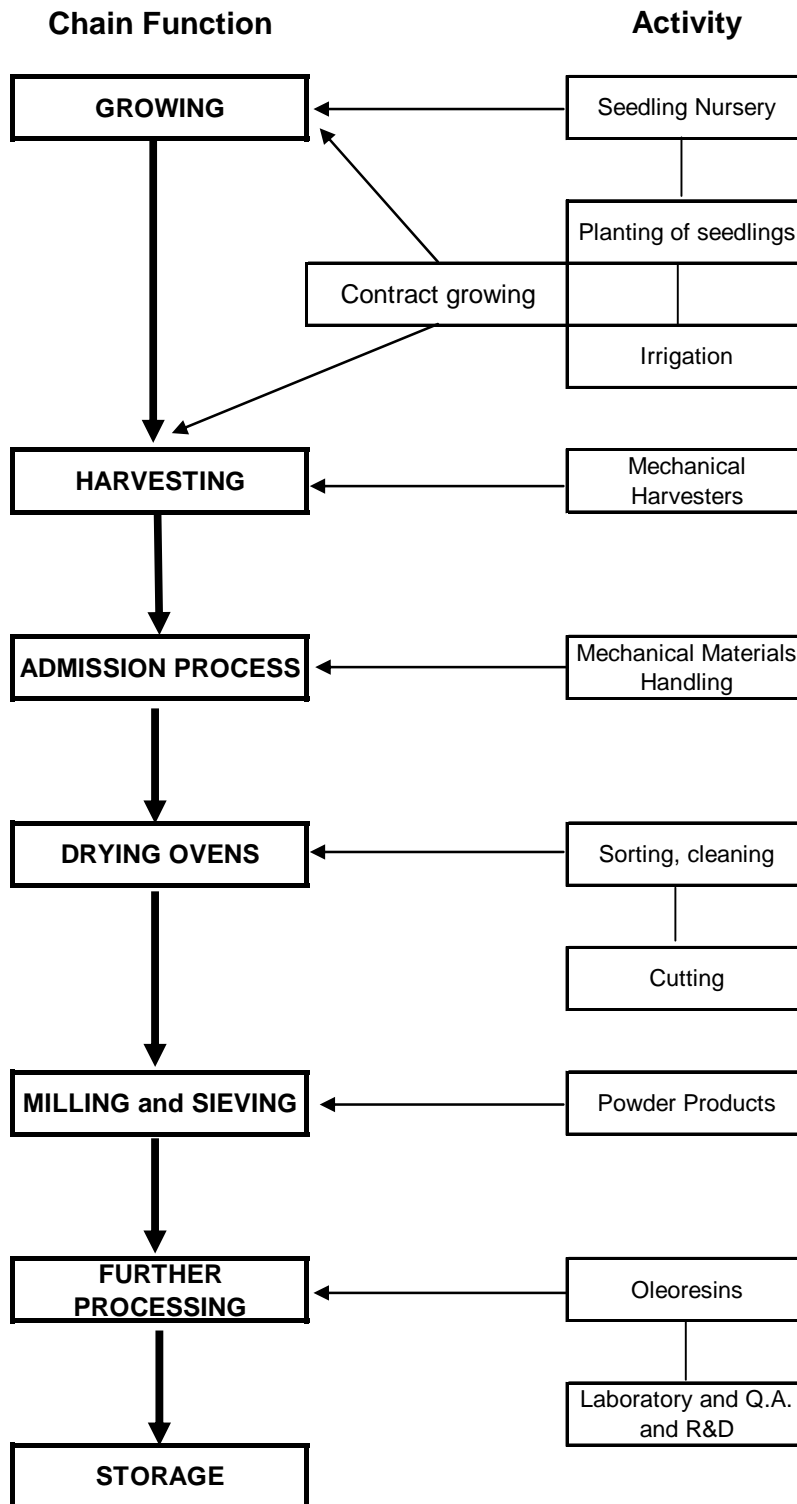 Chain Function
Activity
GROWING
Seedling Nursery
Planting of seedlings
Contract growing
Irrigation
HARVESTING
Mechanical
Harvesters
ADMISSION PROCESS
Mechanical Materials
Handling
DRYING OVENS
Sorting, cleaning
Cutting
MILLING and SIEVING
Powder Products
FURTHER
PROCESSING
Oleoresins
Laboratory and Q.A.
and R&D
STORAGE